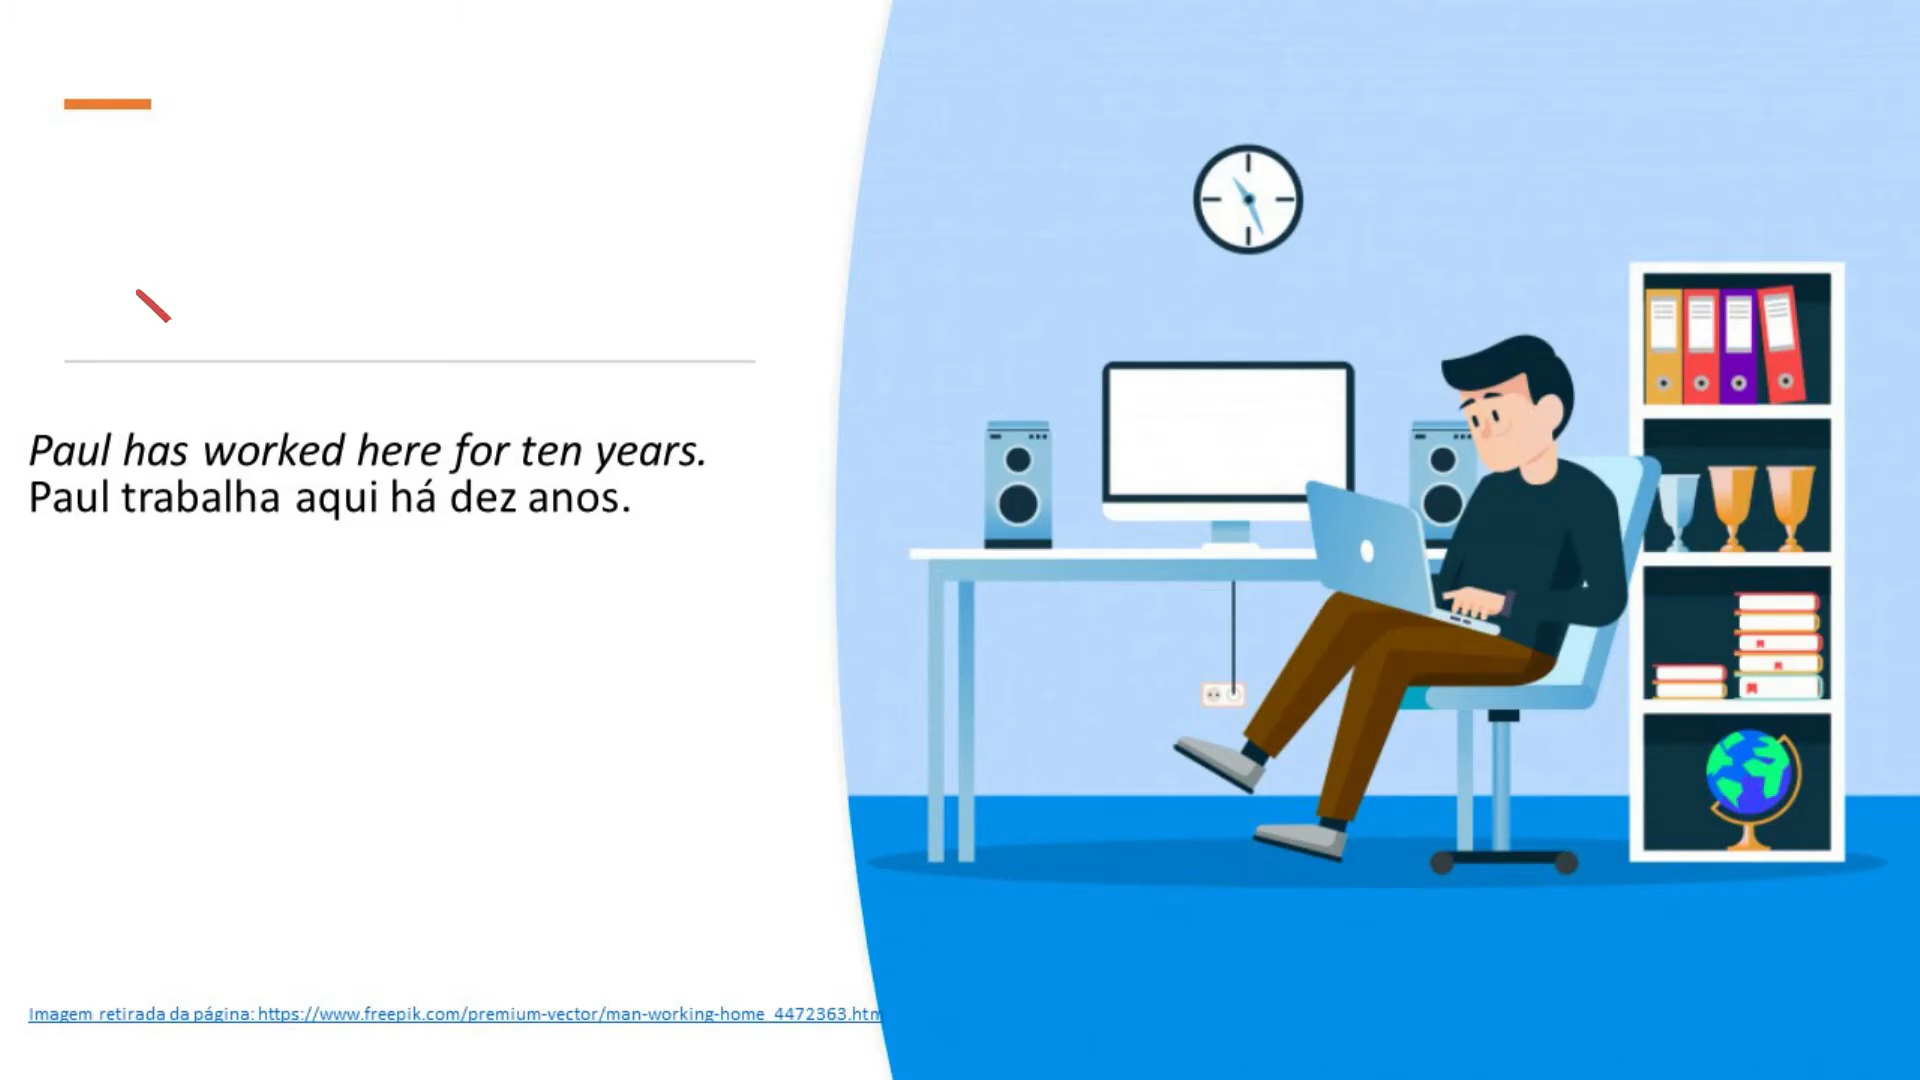 Paul has worked here for ten years.
Paul trabalha aqui há dez anos.
Imagem retirada da página: https://www.freepik.com/premium-vector/man-working-home_4472363.htm